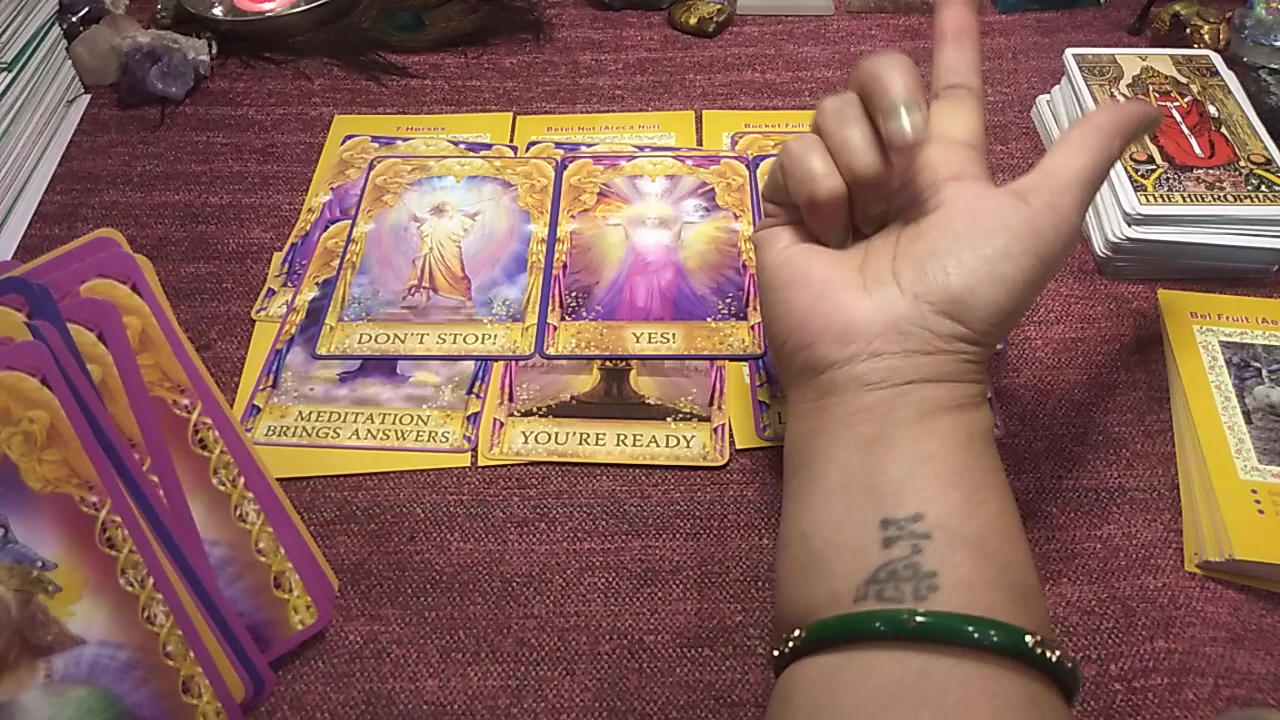 7 Horses
Betel Nut (Areca Nut)
Bucket Full
V
THE HIEROPHAN
DON'T STOP!
YES!
MEDITATION
BRINGS ANSWERS
YOU'RE READY
Bel Fruit (Ae